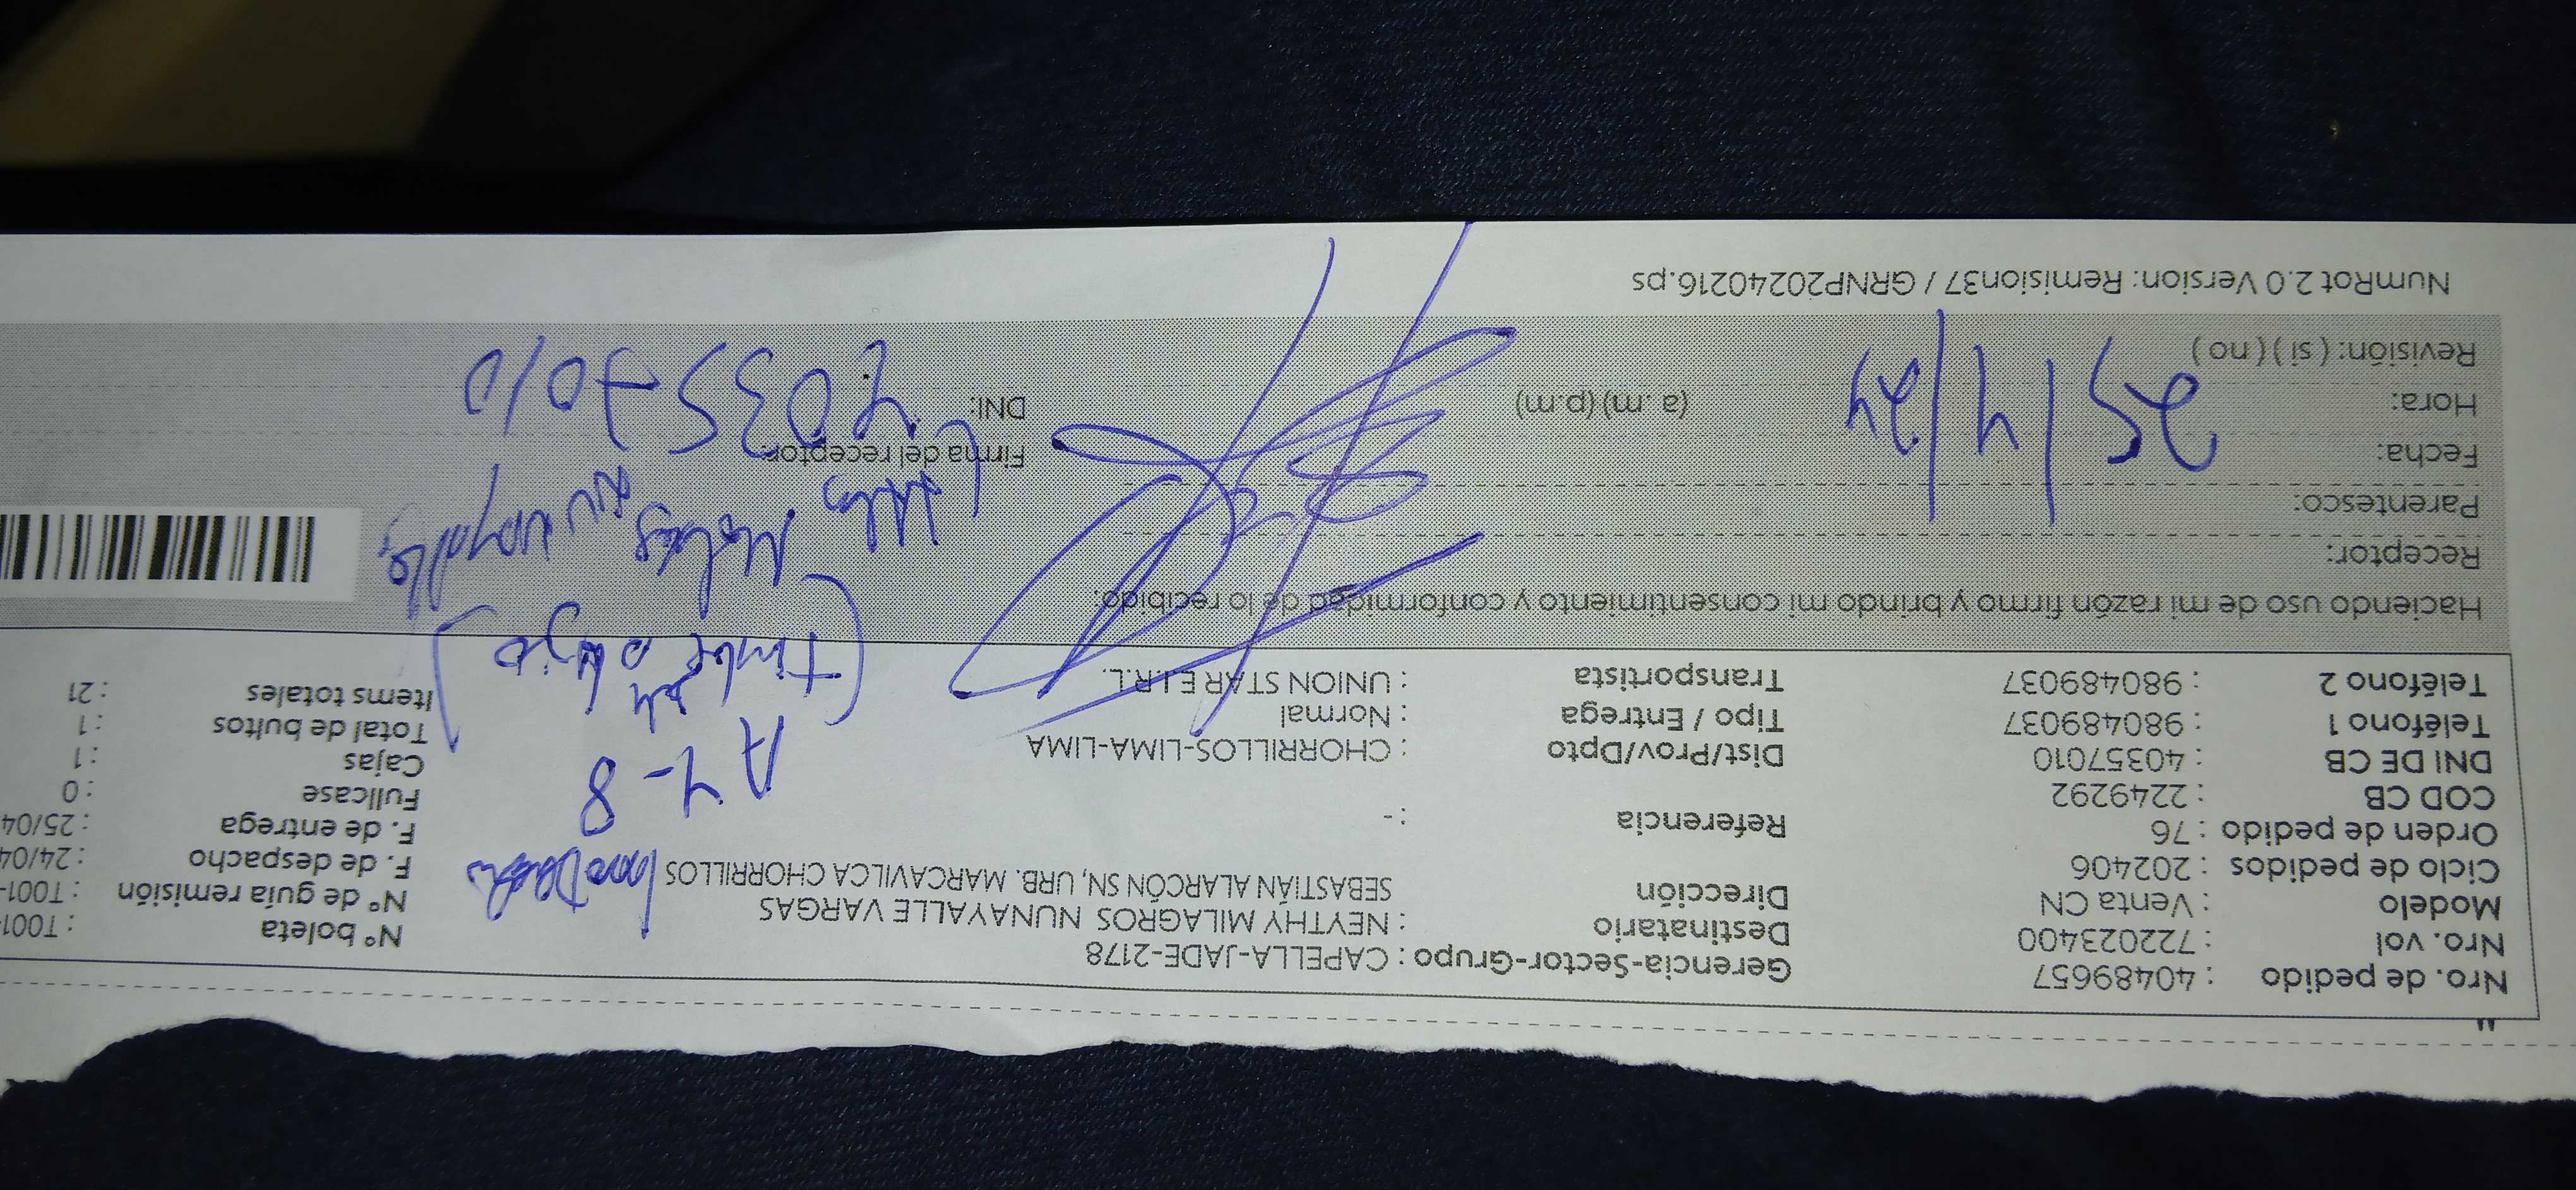 Nro. de pedido : 40489657
Nro. vol : 722023400
Modelo : Venta CN
Ciclo de pedidos : 202406
Orden de pedido : 76
COD CB : 2249292
DNI DE CB : 40357010
Teléfono 1 : 980489037
Teléfono 2 : 980489037
Gerencia-Sector-Grupo : CAPELLA-JADE-2178
Destinatario : NEYTHY MILAGROS NUNAYALLE VARGAS
Dirección SEBASTIÁN ALARCÓN SN, URB. MARCAVILCA CHORRILLOS
Referencia : -
Dist/Prov/Dpto : CHORRILLOS-LIMA-LIMA
Tipo / Entrega : Normal
Transportista : UNION STAR E.I.R.L.
A 4-8
N° boleta : T001-
N° de guía remisión : T001-
F. de despacho : 24/04
F. de entrega : 25/04
Fullcase : 0
Cajas : 1
Total de bultos : 1
Items totales : 21
Haciendo uso de mi razón firmo y brindo mi consentimiento y conformidad de lo recibido.
Receptor:
Parentesco:
Fecha: 25/4/24
Hora: (a.m) (p.m)
Revisión: ( si ) ( no )
Firma del receptor:
DNI: 40357010
NumRot 2.0 Version: Remision37 / GRNP20240216.ps